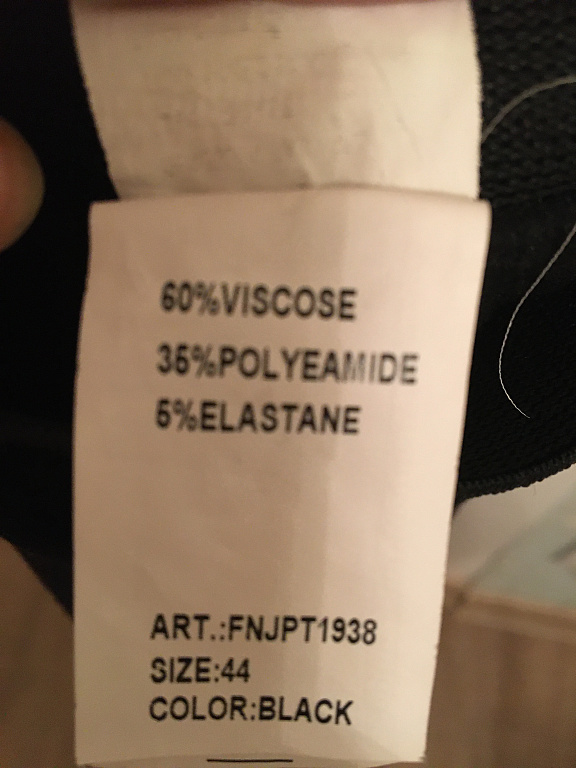 60%VISCOSE
35%POLYEAMIDE
5%ELASTANE
ART.:FNJPT1938
SIZE:44
COLOR:BLACK